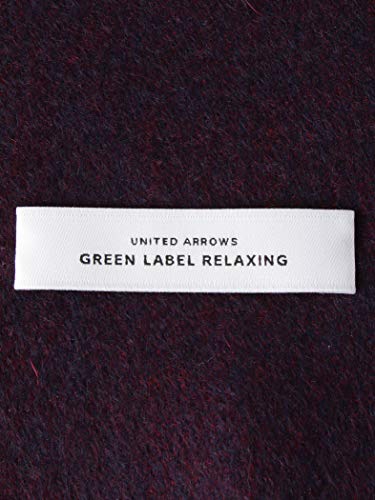 UNITED ARROWS
GREEN LABEL RELAXING